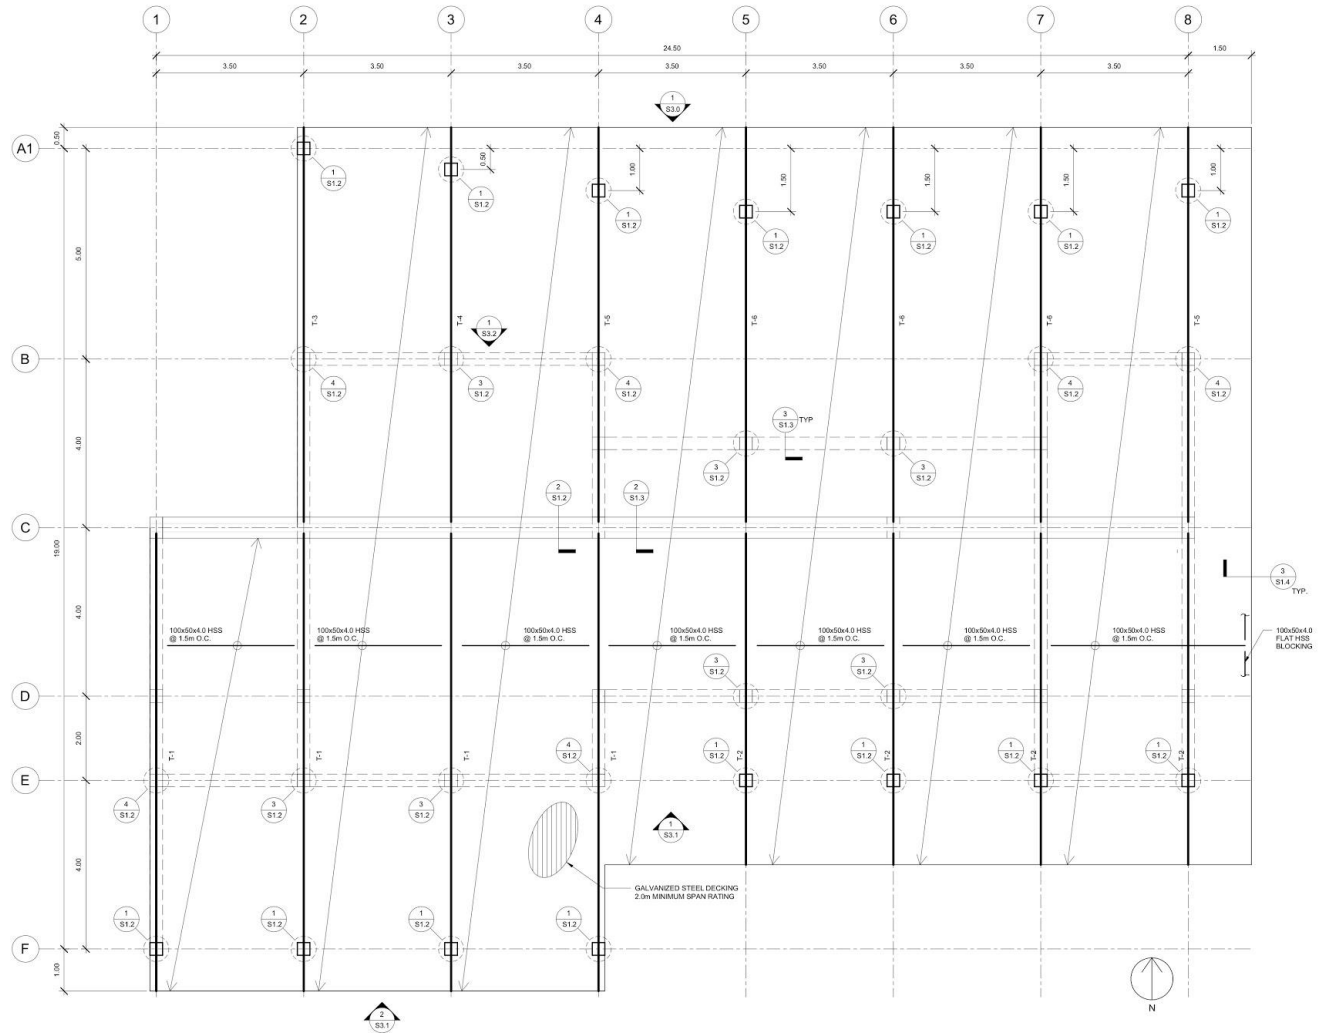 1 2 3 4 5 6 7 8
24.50 1.50
3.50 3.50 3.50 3.50 3.50 3.50 3.50
1
S3.0
0.50
A1
0.50 1.00 1.50 1.50 1.50 1.00
1
S1.2
1
S1.2
1
S1.2
1
S1.2
1
S1.2
1
S1.2
1
S1.2
5.00
T-3 T-4 T-5 T-6 T-6 T-6 T-5
1
S3.2
B
4
S1.2
3
S1.2
4
S1.2
4
S1.2
4
S1.2
4.00
3
S1.3
TYP
3
S1.2
3
S1.2
2
S1.2
2
S1.3
C
19.00
3
S1.4
TYP.
4.00
100x50x4.0 HSS
@ 1.5m O.C.
100x50x4.0 HSS
@ 1.5m O.C.
100x50x4.0 HSS
@ 1.5m O.C.
100x50x4.0 HSS
@ 1.5m O.C.
100x50x4.0 HSS
@ 1.5m O.C.
100x50x4.0 HSS
@ 1.5m O.C.
100x50x4.0 HSS
@ 1.5m O.C.
100x50x4.0
FLAT HSS
BLOCKING
3
S1.2
3
S1.2
D
2.00
T-1 T-1 T-1 T-1 T-2 T-2 T-2 T-2
4
S1.2
1
S1.2
1
S1.2
1
S1.2
1
S1.2
E
4
S1.2
3
S1.2
3
S1.2
1
S3.1
4.00
GALVANIZED STEEL DECKING
2.0m MINIMUM SPAN RATING
1
S1.2
1
S1.2
1
S1.2
1
S1.2
F
1.00
N
2
S3.1